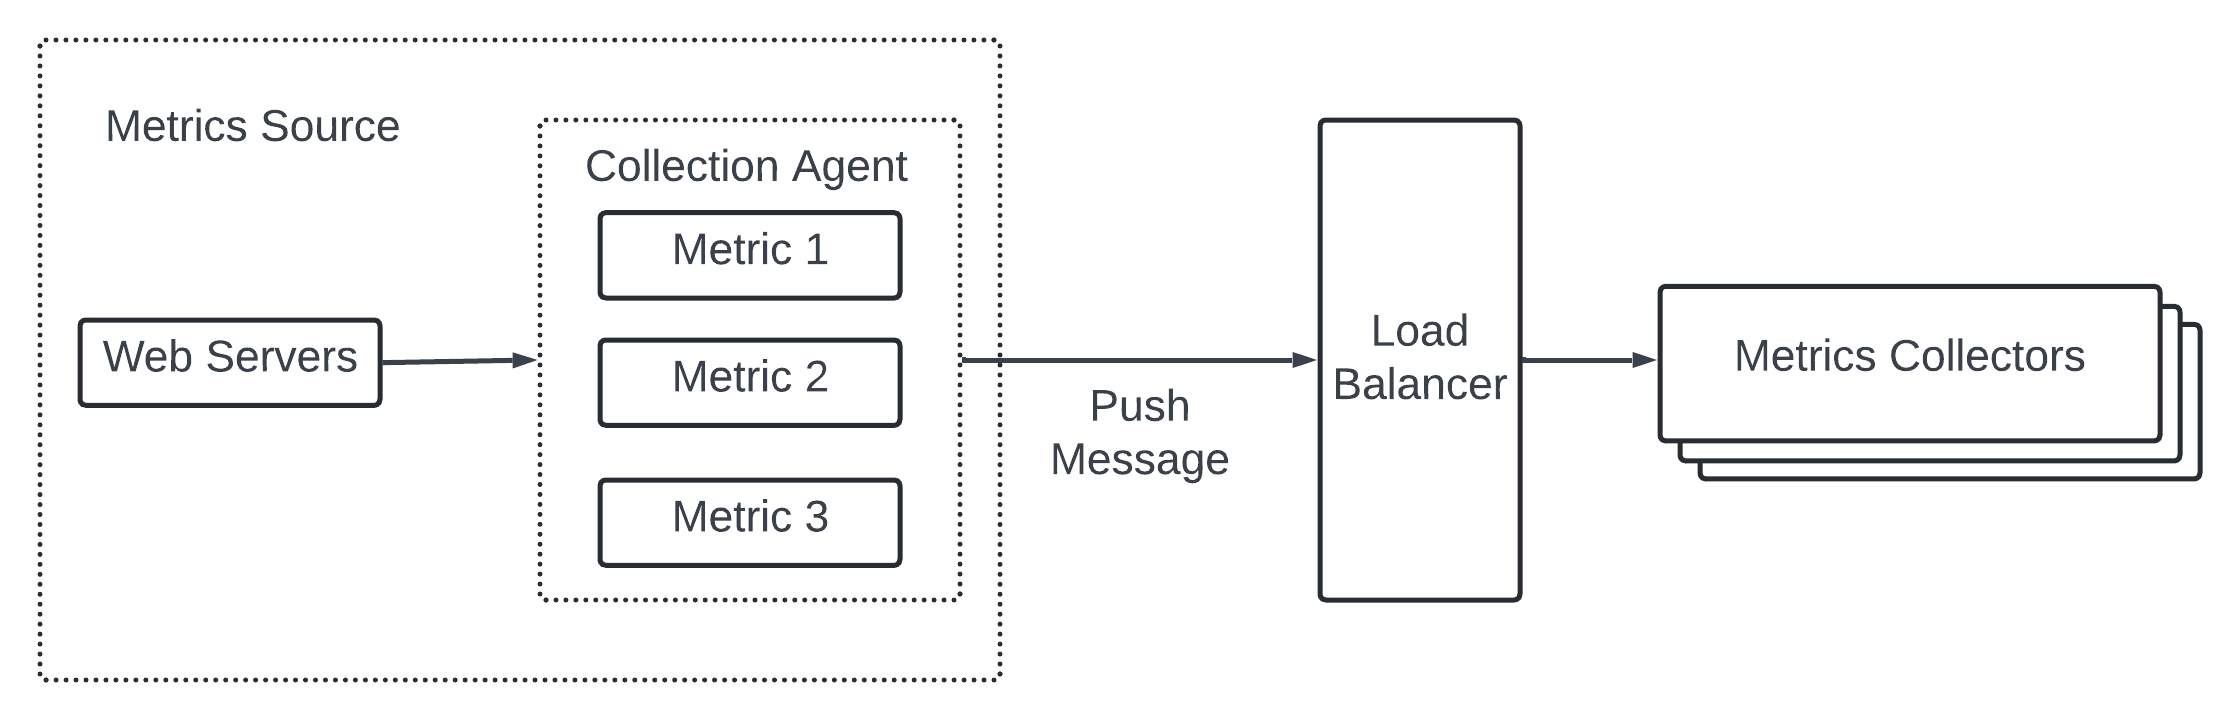 Metrics Source
Collection Agent
Metric 1
Metric 2
Metric 3
Web Servers
Push
Message
Load
Balancer
Metrics Collectors